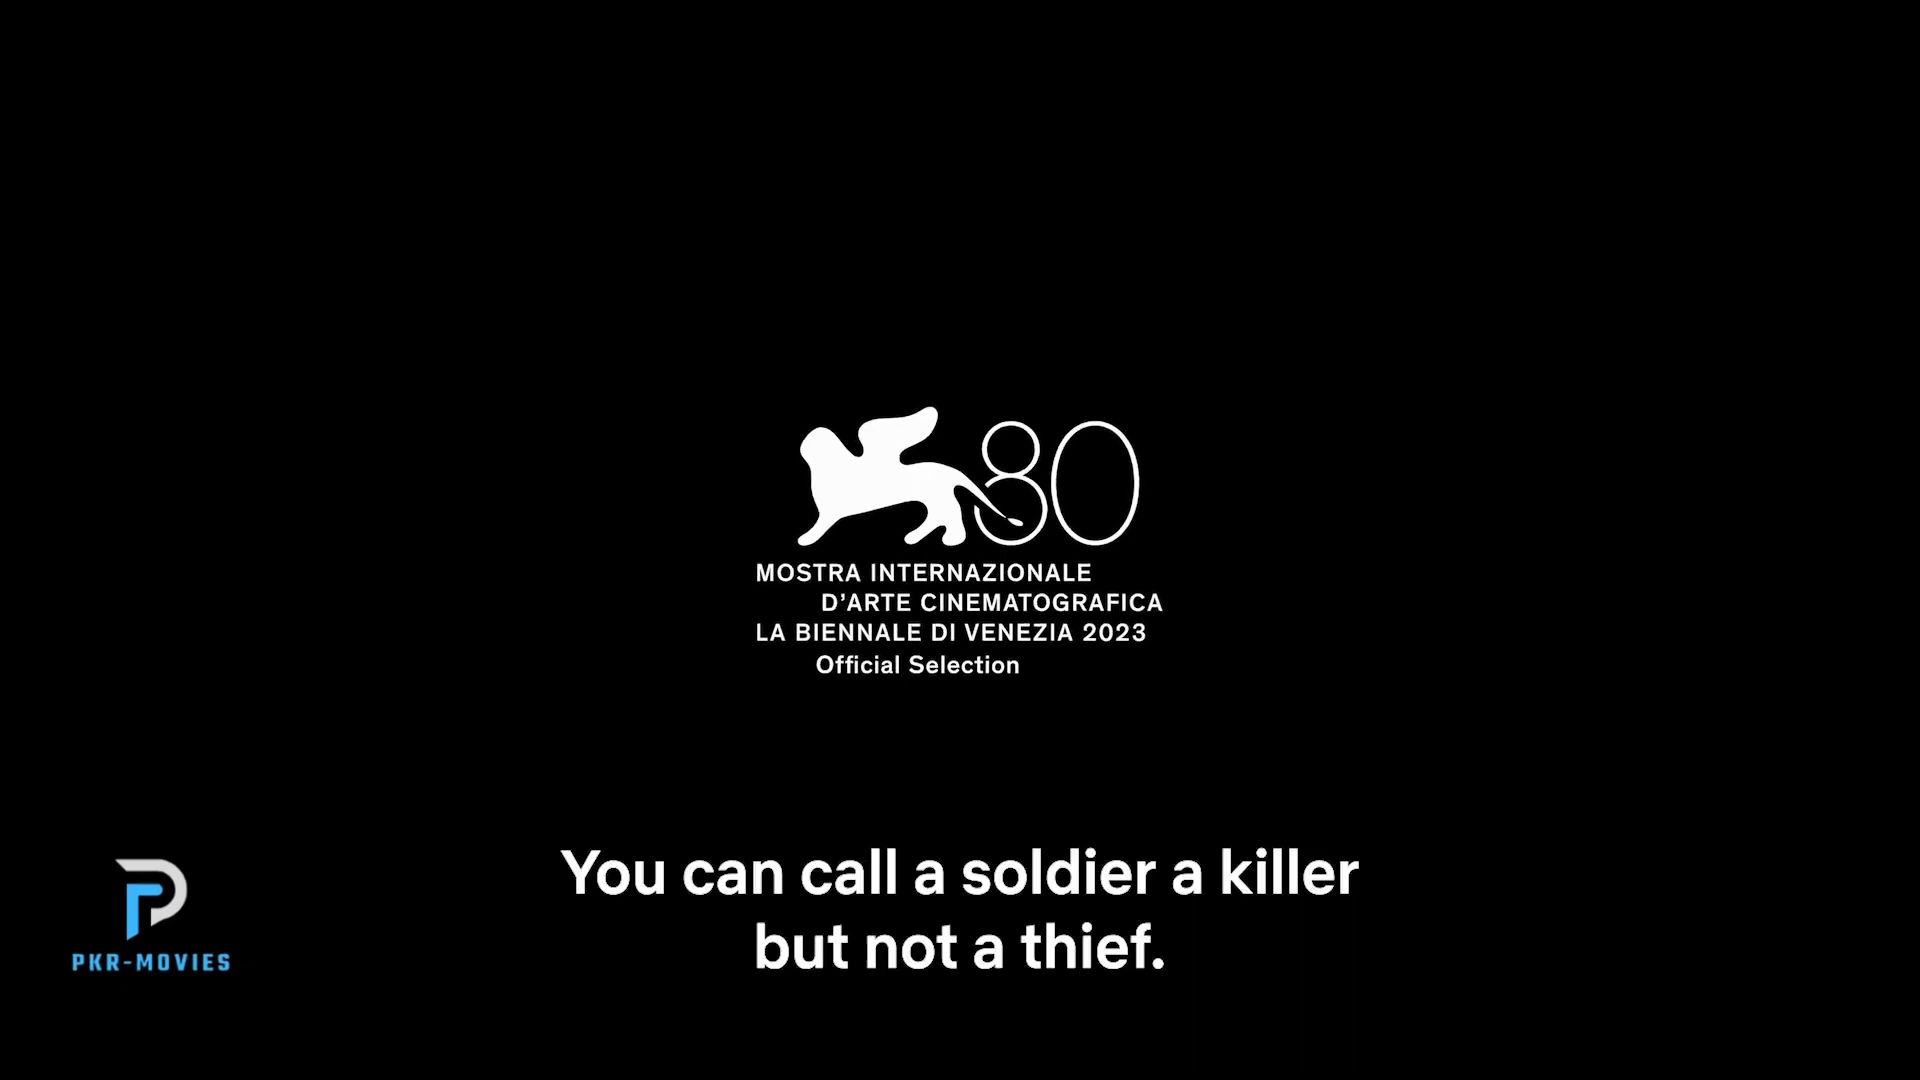 80
MOSTRA INTERNAZIONALE
D’ARTE CINEMATOGRAFICA
LA BIENNALE DI VENEZIA 2023
Official Selection
You can call a soldier a killer
but not a thief.
PKR-MOVIES